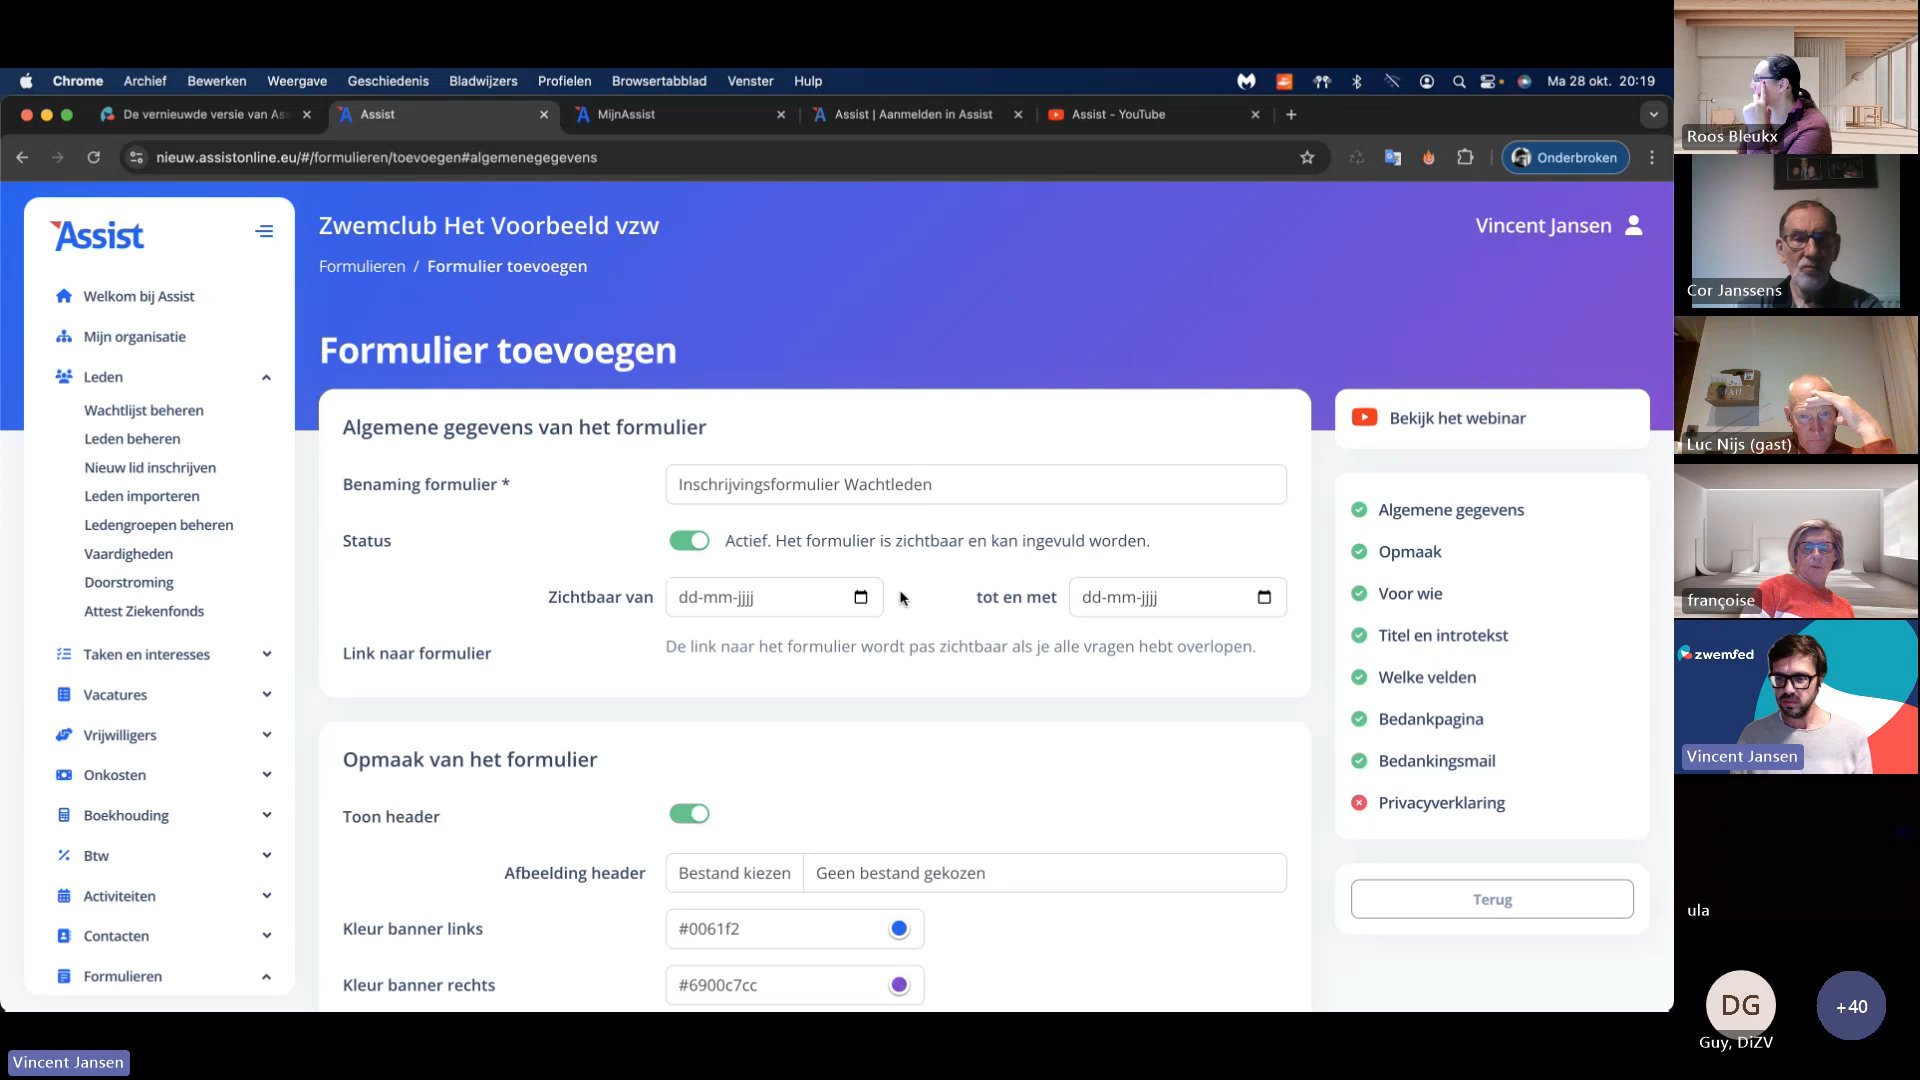 Chrome Archief Bewerken Weergave Geschiedenis Bladwijzers Profielen Browsertabblad Venster Hulp Ma 28 okt. 20:19
De vernieuwde versie van Ass Assist MijnAssist Assist | Aanmelden in Assist Assist - YouTube
nieuw.assistonline.eu/#/formulieren/toevoegen#algemenegegevens Onderbroken
Assist
Zwemclub Het Voorbeeld vzw
Vincent Jansen
Formulieren / Formulier toevoegen
Welkom bij Assist
Mijn organisatie
Leden
Wachtlijst beheren
Leden beheren
Nieuw lid inschrijven
Leden importeren
Ledengroepen beheren
Vaardigheden
Doorstroming
Attest Ziekenfonds
Taken en interesses
Vacatures
Vrijwilligers
Onkosten
Boekhouding
Btw
Activiteiten
Contacten
Formulieren
Formulier toevoegen
Algemene gegevens van het formulier
Benaming formulier * Inschrijvingsformulier Wachtleden
Status Actief. Het formulier is zichtbaar en kan ingevuld worden.
Zichtbaar van dd-mm-jjjj tot en met dd-mm-jjjj
Link naar formulier De link naar het formulier wordt pas zichtbaar als je alle vragen hebt overlopen.
Opmaak van het formulier
Toon header
Afbeelding header Bestand kiezen Geen bestand gekozen
Kleur banner links #0061f2
Kleur banner rechts #6900c7cc
Bekijk het webinar
Algemene gegevens
Opmaak
Voor wie
Titel en introtekst
Welke velden
Bedankpagina
Bedankingsmail
Privacyverklaring
Terug
Roos Bleukx
Cor Janssens
Luc Nijs (gast)
françoise
zwemfed
Vincent Jansen
ula
DG
+40
Guy, DiZV
Vincent Jansen